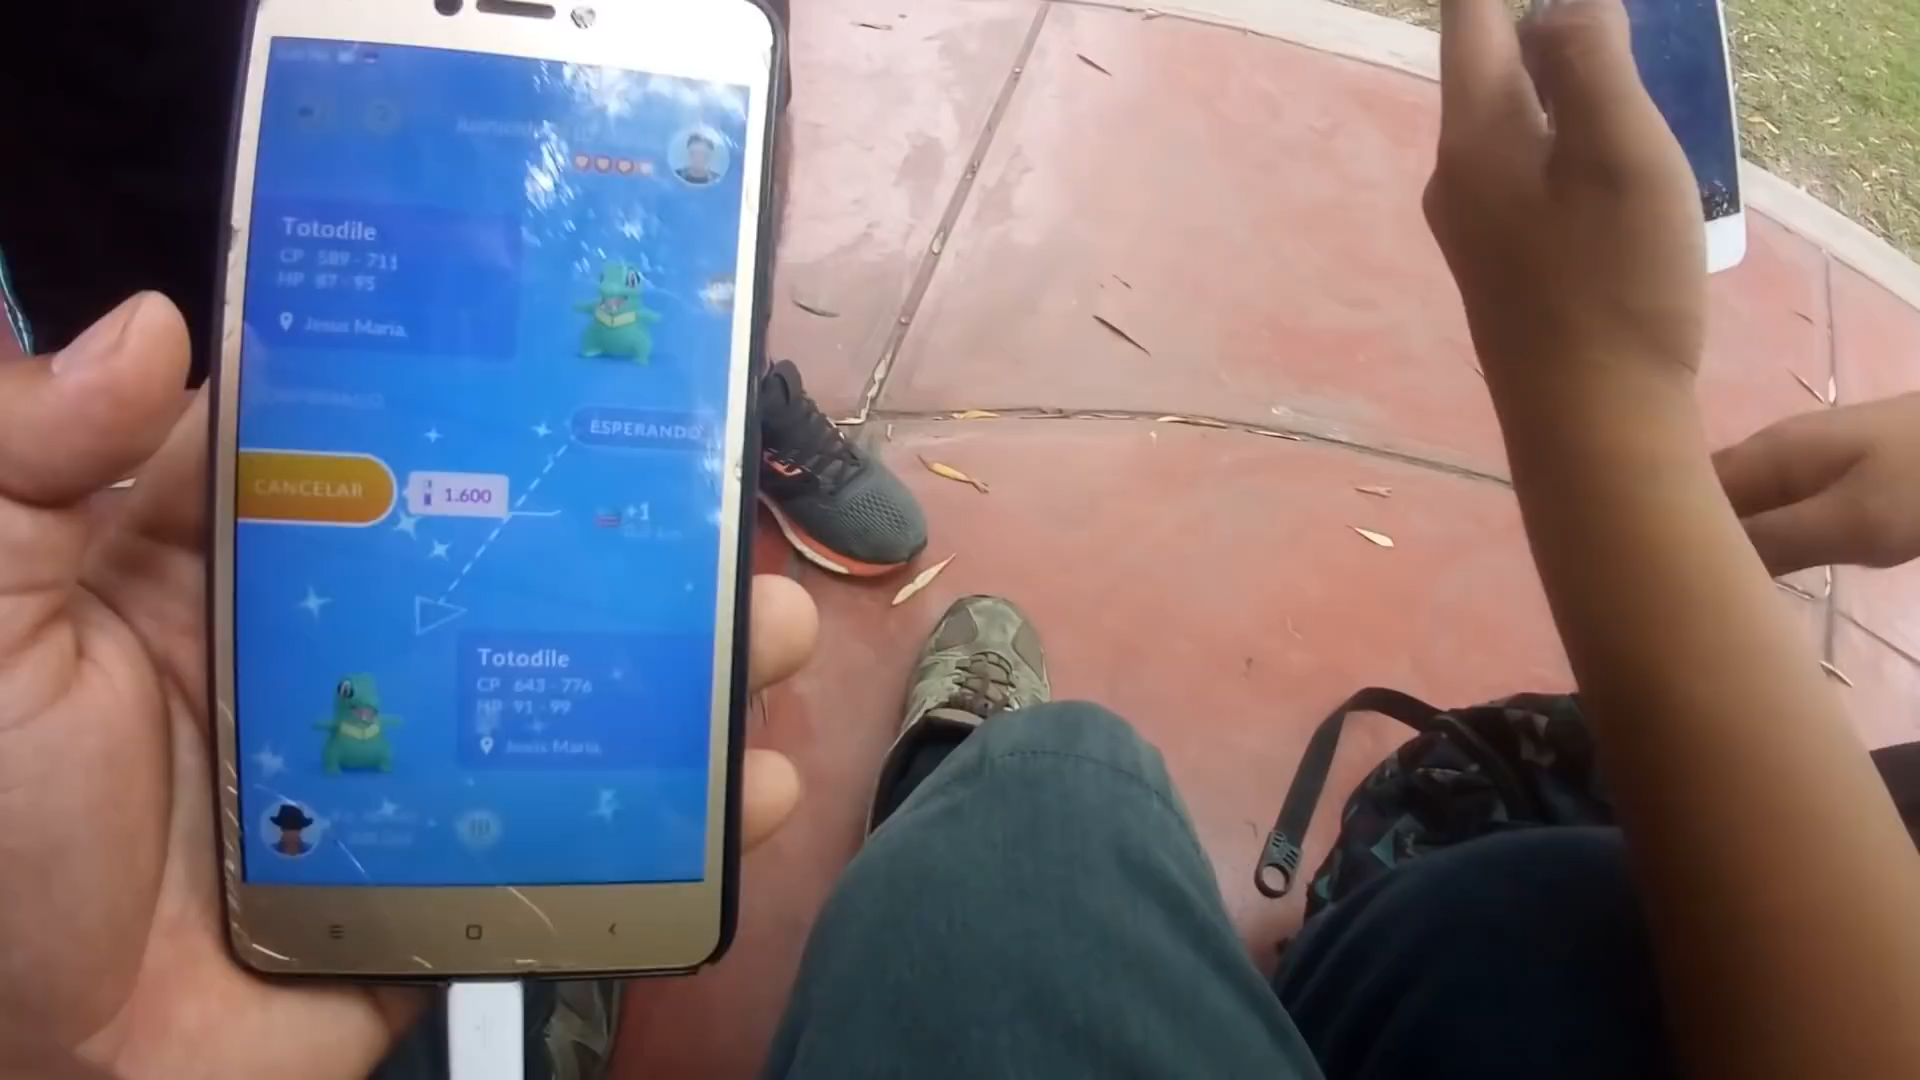 Totodile
CP 589 - 711
HP 87 - 95
Jesus Maria,
ESPERANDO
CANCELAR
1.600
+1
Totodile
CP 643 - 776
HP 91 - 99
Jesus Maria,